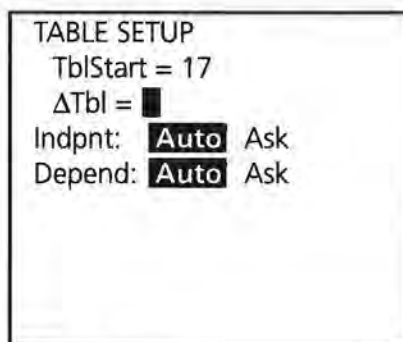 TABLE SETUP
TblStart = 17
ΔTbl =
Indpnt: Auto Ask
Depend: Auto Ask